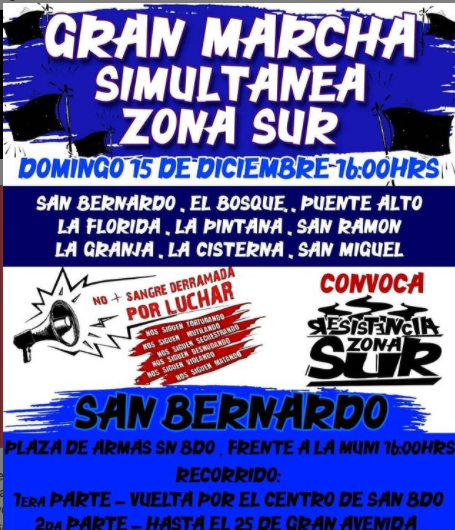 GRAN MARCHA
SIMULTANEA
ZONA SUR
DOMINGO 15 DE DICIEMBRE-16:00HRS
SAN BERNARDO , EL BOSQUE, , PUENTE ALTO
LA FLORIDA , LA PINTANA , SAN RAMON
LA GRANJA , LA CISTERNA , SAN MIGUEL
NO + SANGRE DERRAMADA
POR LUCHAR
NOS SIGUEN TORTURANDO
NOS SIGUEN MUTILANDO
NOS SIGUEN SECUESTRANDO
NOS SIGUEN DESNUDANDO
NOS SIGUEN VIOLANDO
NOS SIGUEN MATANDO
CONVOCA
RESISTENCIA
ZONA
SUR
SAN BERNARDO
PLAZA DE ARMAS SN BDO , FRENTE A LA MUNI 16:00HRS
RECORRIDO:
1ERA PARTE – VUELTA POR EL CENTRO DE SAN BDO
2DA PARTE – HASTA EL 25 DE GRAN AVENIDA